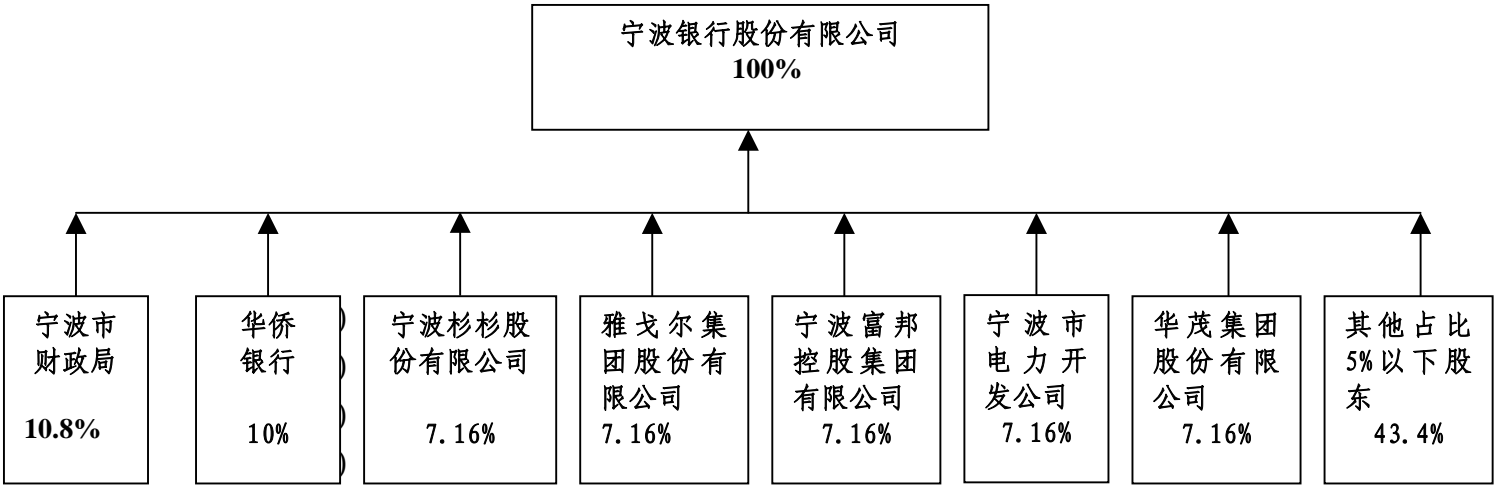 宁波银行股份有限公司
100%
宁波市
财政局
10.8%
华侨
银行
10%
)
)
)
)
宁波杉杉股
份有限公司
7.16%
雅戈尔集
团股份有
限公司
7.16%
宁波富邦
控股集团
有限公司
7.16%
宁波市
电力开
发公司
7.16%
华茂集团
股份有限
公司
7.16%
其他占比
5%以下股
东
43.4%